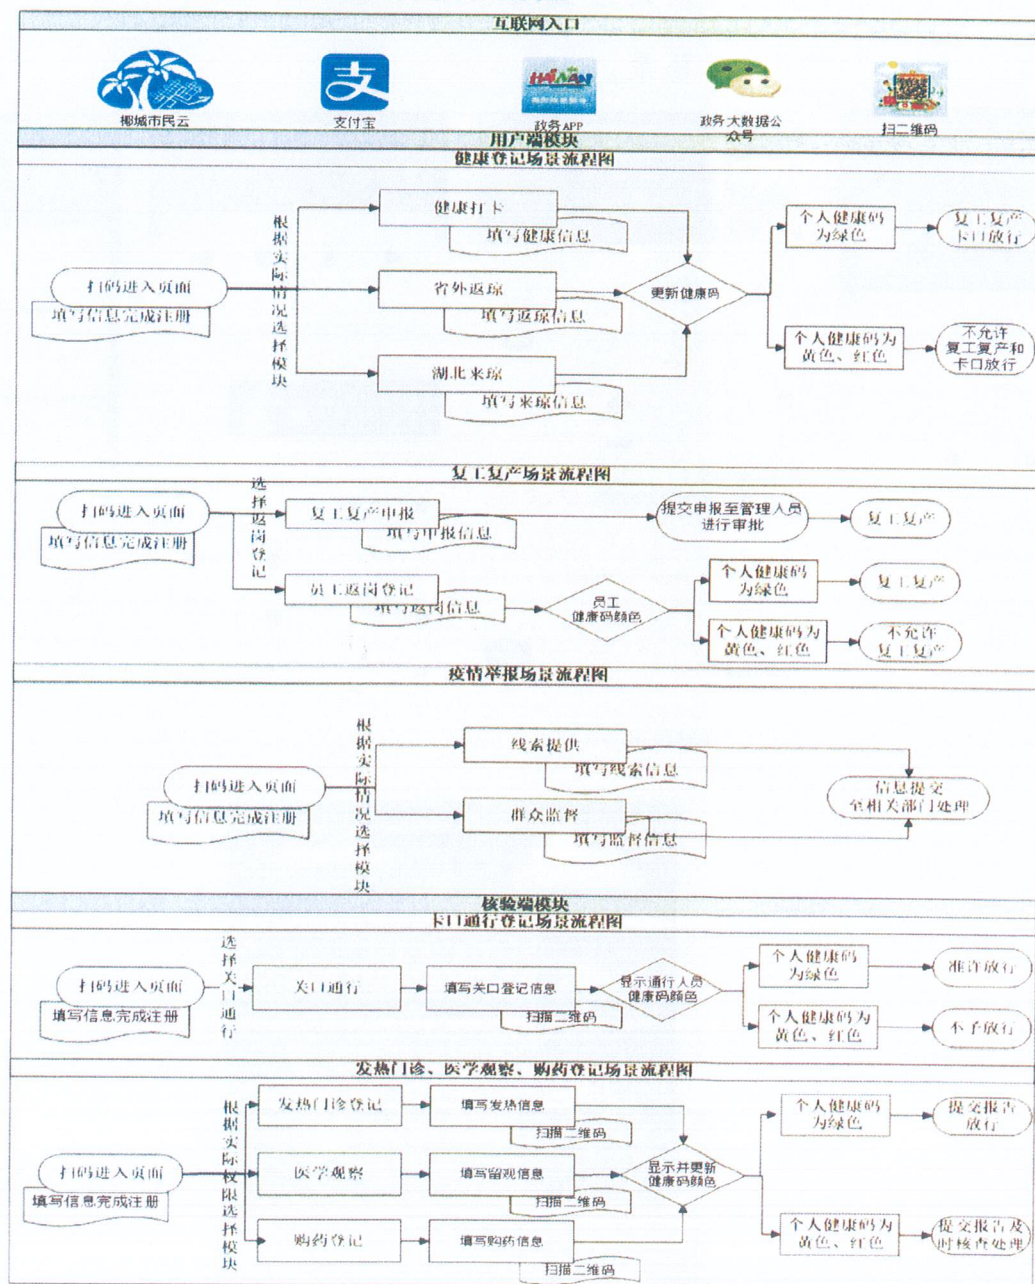 互联网入口
支
HAINAN
椰城市民云
支付宝
政务APP
政务大数据公
众号
扫二维码
用户端模块
健康登记场景流程图
扫码进入页面
填写信息完成注册
根据实际情况选择模块
健康打卡
填写健康信息
省外返琼
填写返琼信息
湖北来琼
填写来琼信息
更新健康码
个人健康码
为绿色
复工复产
卡口放行
个人健康码为
黄色、红色
不允许
复工复产和
卡口放行
复工复产场景流程图
扫码进入页面
填写信息完成注册
选择返岗登记
复工复产申报
填写申报信息
提交申报至管理人员
进行审批
复工复产
员工返岗登记
填写返岗信息
员工
健康码颜色
个人健康码
为绿色
复工复产
个人健康码为
黄色、红色
不允许
复工复产
疫情举报场景流程图
扫码进入页面
填写信息完成注册
根据实际情况选择模块
线索提供
填写线索信息
群众监督
填写监督信息
信息提交
至相关部门处理
核验端模块
卡口通行登记场景流程图
扫码进入页面
填写信息完成注册
选择关口通行
关口通行
填写关口登记信息
扫描二维码
显示通行人员
健康码颜色
个人健康码
为绿色
准许放行
个人健康码为
黄色、红色
不予放行
发热门诊、医学观察、购药登记场景流程图
扫码进入页面
填写信息完成注册
根据实际权限选择模块
发热门诊登记
填写发热信息
扫描二维码
医学观察
填写留观信息
扫描二维码
购药登记
填写购药信息
扫描二维码
显示并更新
健康码颜色
个人健康码
为绿色
提交报告
放行
个人健康码为
黄色、红色
提交报告及
时核查处理